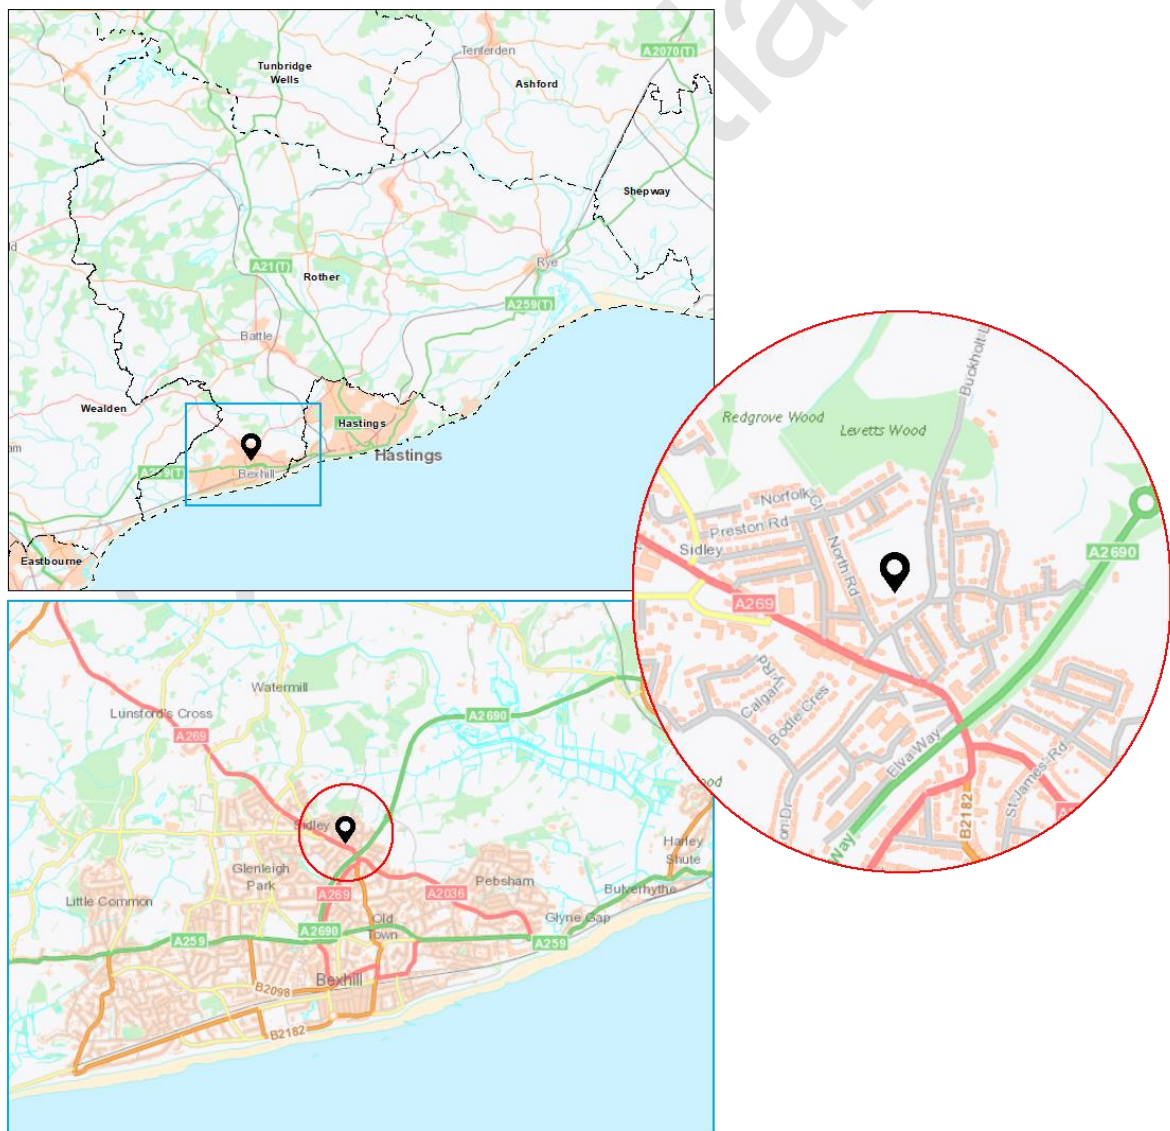 Tenterden
A2070(T)
Tunbridge
Wells
Ashford
Shepway
Rye
A21(T)
Rother
A259(T)
Battle
Wealden
Hastings
Hastings
Bexhill
Eastbourne
Redgrove Wood
Levetts Wood
Norfolk Cl
Preston Rd
North Rd
Sidley
A2690
A269
Calgary Rd
Bodle Cres
Elva Way
St James Rd
B2182
Way
Watermill
Lunsford's Cross
A2690
A269
Sidley
Glenleigh
Park
Little Common
A269
A2036
Pebsham
Harley
Shute
Bulverhythe
Glyne Gap
Old
Town
A259
A2690
A259
Bexhill
B2098
B2182